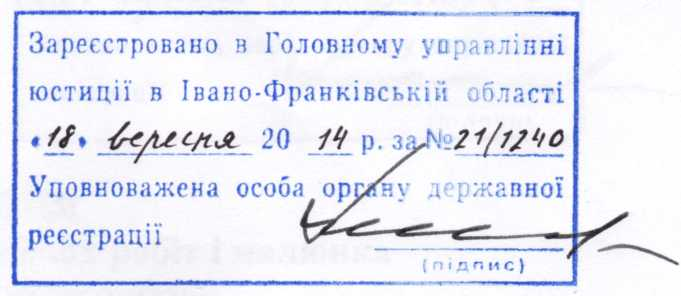 Зареєстровано в Головному управлінні
юстиції в Івано-Франківській області
"18" вересня 20 14 р. за №21/1240
Уповноважена особа органу державної
реєстрації
(підпис)